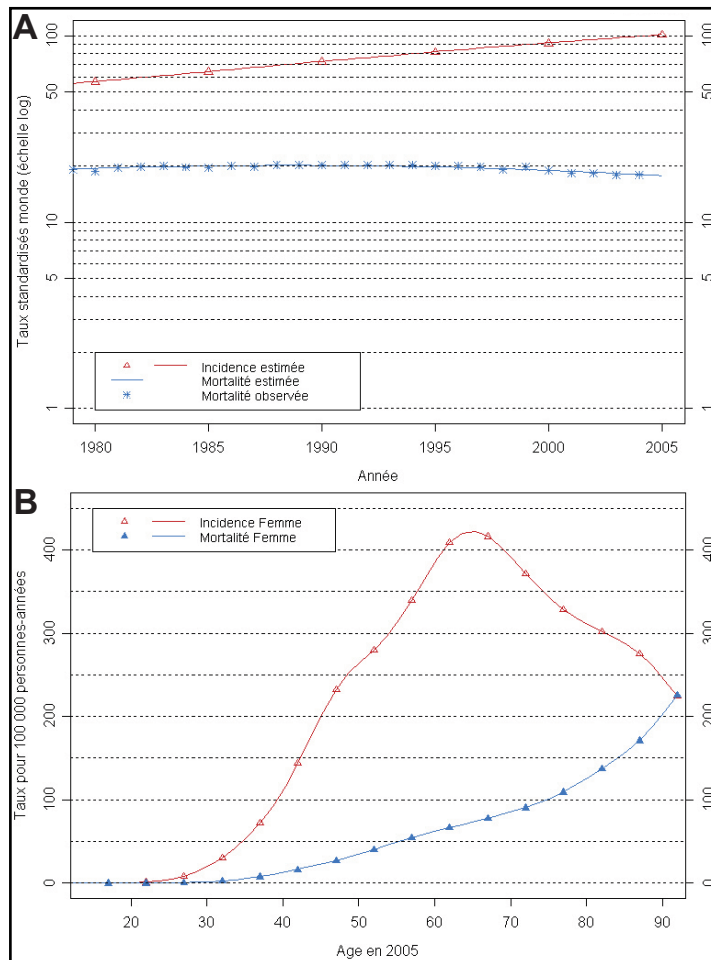 A
Taux standardisés monde (échelle log)
100
50
10
5
1
100
50
10
5
1
Incidence estimée
Mortalité estimée
Mortalité observée
1980 1985 1990 1995 2000 2005
Année
B
Taux pour 100 000 personnes-années
400
300
200
100
0
400
300
200
100
0
Incidence Femme
Mortalité Femme
20 30 40 50 60 70 80 90
Age en 2005